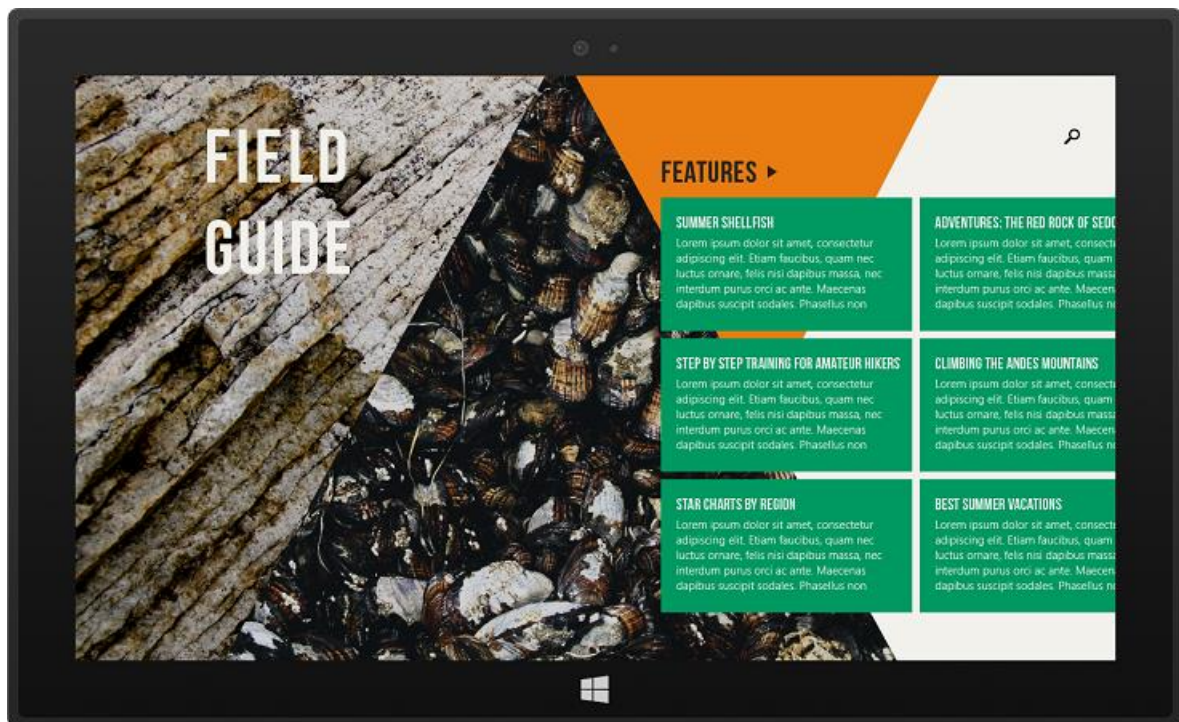 FIELD
GUIDE
FEATURES
SUMMER SHELLFISH
Lorem ipsum dolor sit amet, consectetur
adipiscing elit. Etiam faucibus, quam nec
luctus ornare, felis nisi dapibus massa, nec
interdum purus orci ac ante. Maecenas
dapibus suscipit sodales. Phasellus non
STEP BY STEP TRAINING FOR AMATEUR HIKERS
Lorem ipsum dolor sit amet, consectetur
adipiscing elit. Etiam faucibus, quam nec
luctus ornare, felis nisi dapibus massa, nec
interdum purus orci ac ante. Maecenas
dapibus suscipit sodales. Phasellus non
STAR CHARTS BY REGION
Lorem ipsum dolor sit amet, consectetur
adipiscing elit. Etiam faucibus, quam nec
luctus ornare, felis nisi dapibus massa, nec
interdum purus orci ac ante. Maecenas
dapibus suscipit sodales. Phasellus non
ADVENTURES: THE RED ROCK OF
Lorem ipsum dolor sit amet,
adipiscing elit. Etiam faucibus, quam
luctus ornare, felis nisi dapibus
interdum purus orci ac ante.
dapibus suscipit sodales. Phasellus
CLIMBING THE ANDES MOUNTAINS
Lorem ipsum dolor sit amet,
adipiscing elit. Etiam faucibus, quam
luctus ornare, felis nisi dapibus
interdum purus orci ac ante.
dapibus suscipit sodales. Phasellus
BEST SUMMER VACATIONS
Lorem ipsum dolor sit amet,
adipiscing elit. Etiam faucibus, quam
luctus ornare, felis nisi dapibus
interdum purus orci ac ante.
dapibus suscipit sodales. Phasellus